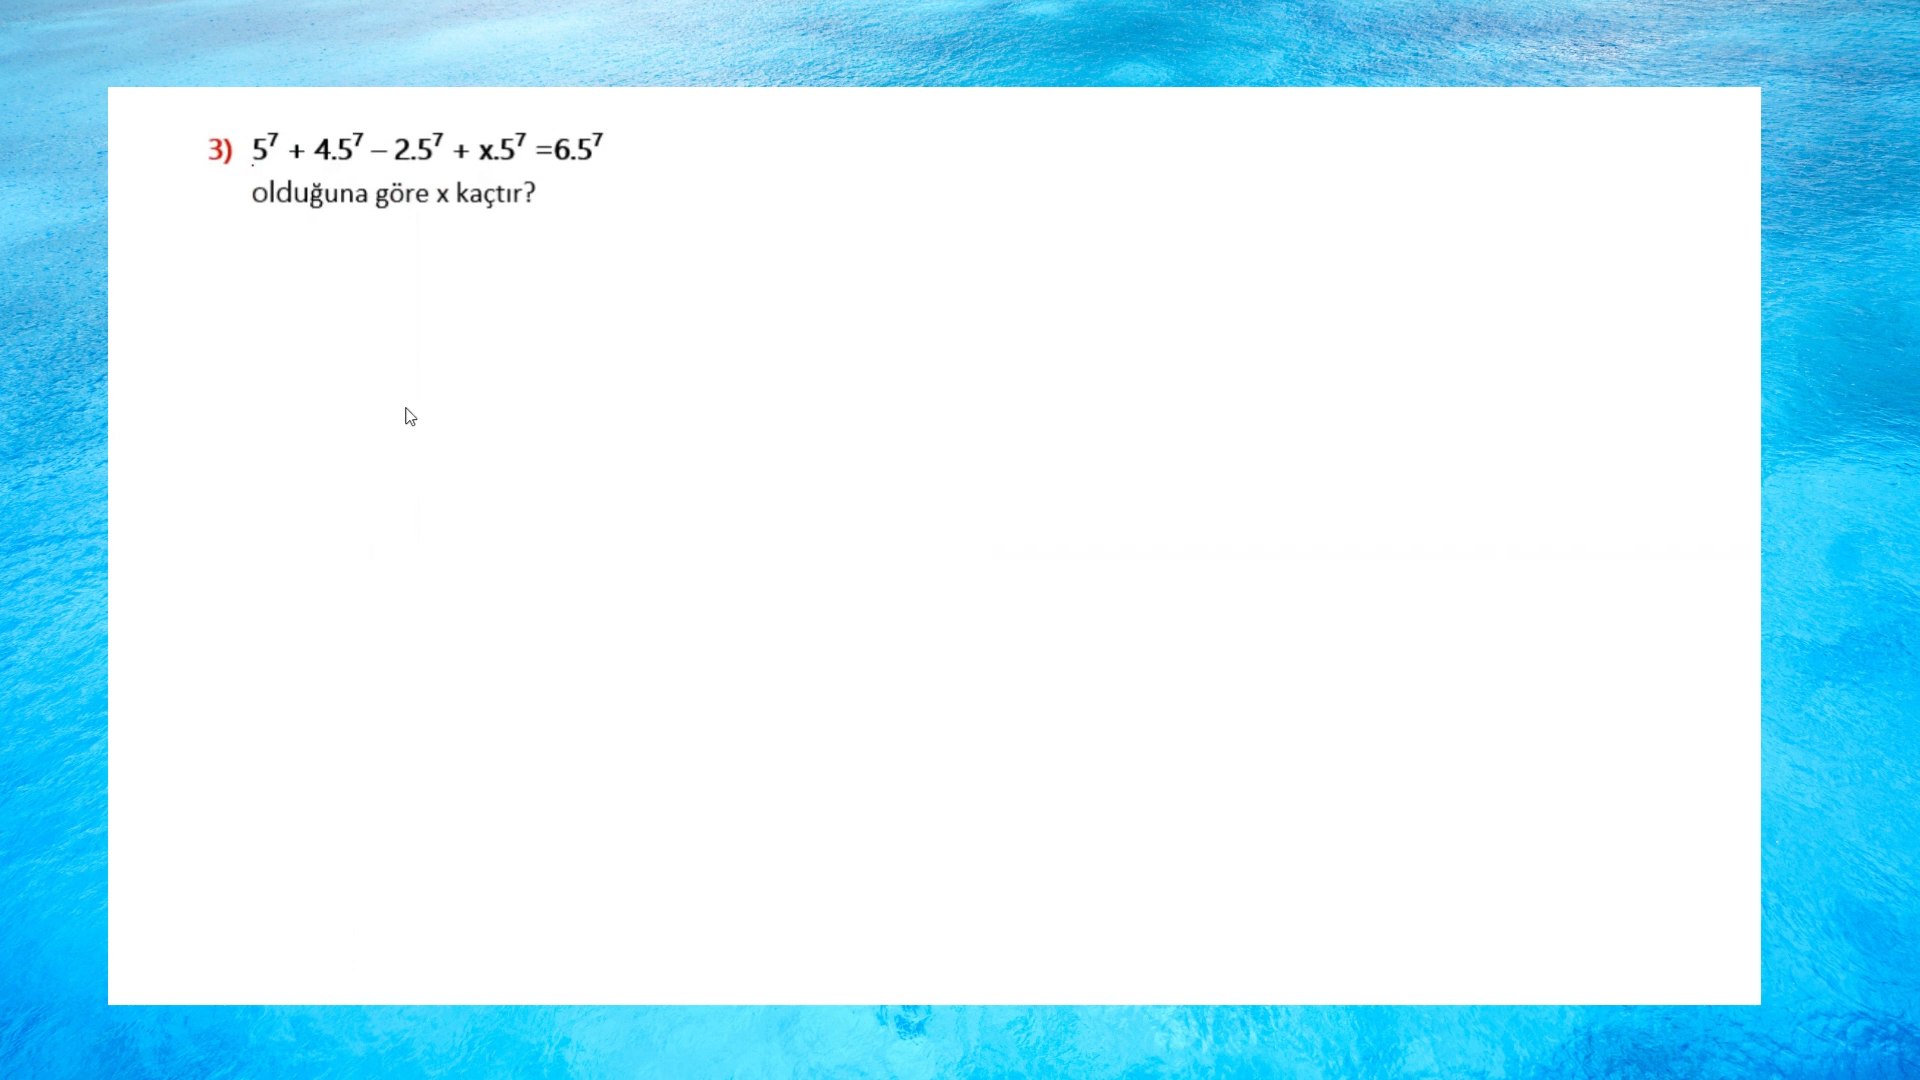 3) 5⁷ + 4.5⁷ – 2.5⁷ + x.5⁷ =6.5⁷
olduğuna göre x kaçtır?